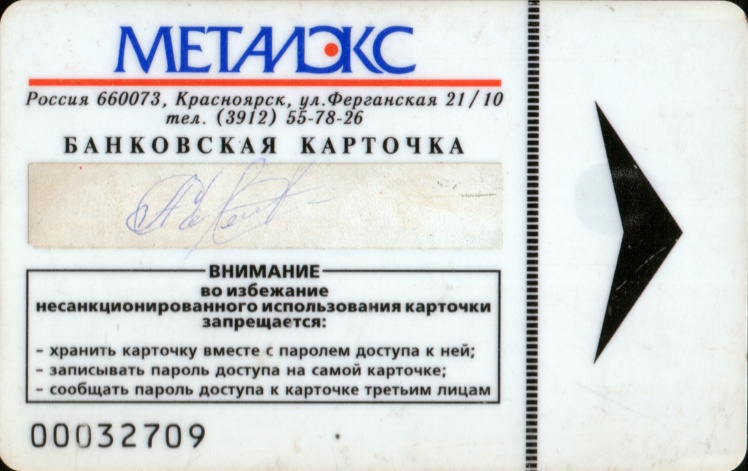 МЕТАЛЭКС
Россия 660073, Красноярск, ул.Ферганская 21/10
тел. (3912) 55-78-26
БАНКОВСКАЯ КАРТОЧКА
ВНИМАНИЕ
во избежание
несанкционированного использования карточки
запрещается:
– хранить карточку вместе с паролем доступа к ней;
– записывать пароль доступа на самой карточке;
– сообщать пароль доступа к карточке третьим лицам
00032709